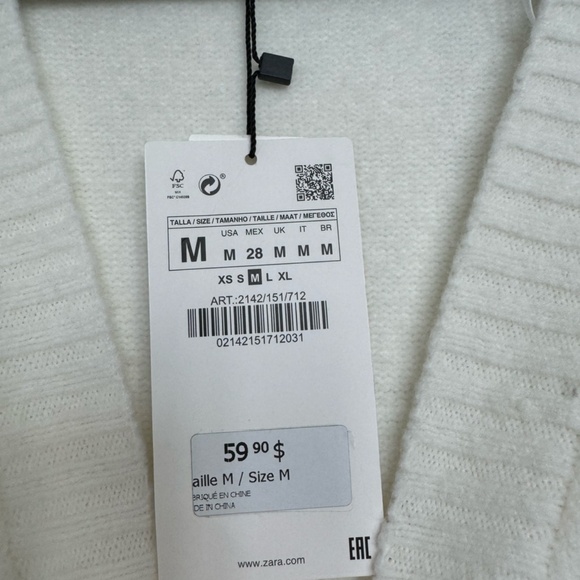 FSC
®
TALLA / SIZE / TAMANHO / TAILLE / MAAT / ΜΕΓΕΘΟΣ
M
USA MEX UK IT BR
M 28 M M M
XS S M L XL
ART.:2142/151/712
02142151712031
59 90 $
aille M / Size M
BRIQUÉ EN CHINE
DE IN CHINA
www.zara.com
EAC